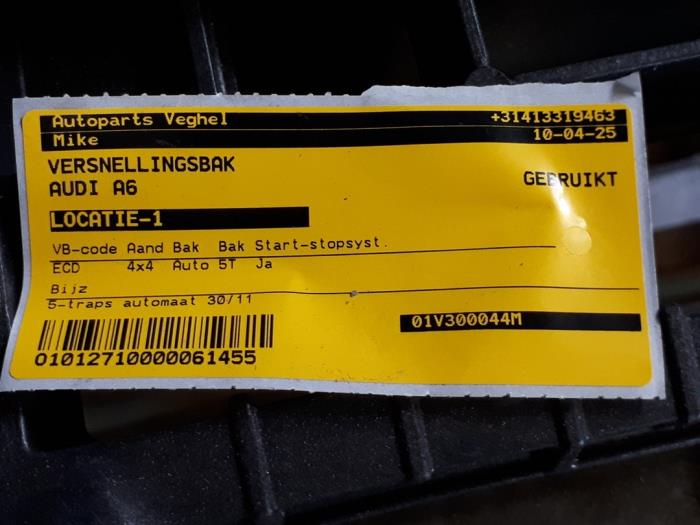 Autoparts Veghel +31413319463
Mike 10-04-25
VERSNELLINGSBAK
AUDI A6
GEBRUIKT
LOCATIE-1
VB-code Aand Bak Bak Start-stopsyst.
ECD 4x4 Auto 5T Ja
Bijz
5-traps automaat 30/11
01V300044M
01012710000061455